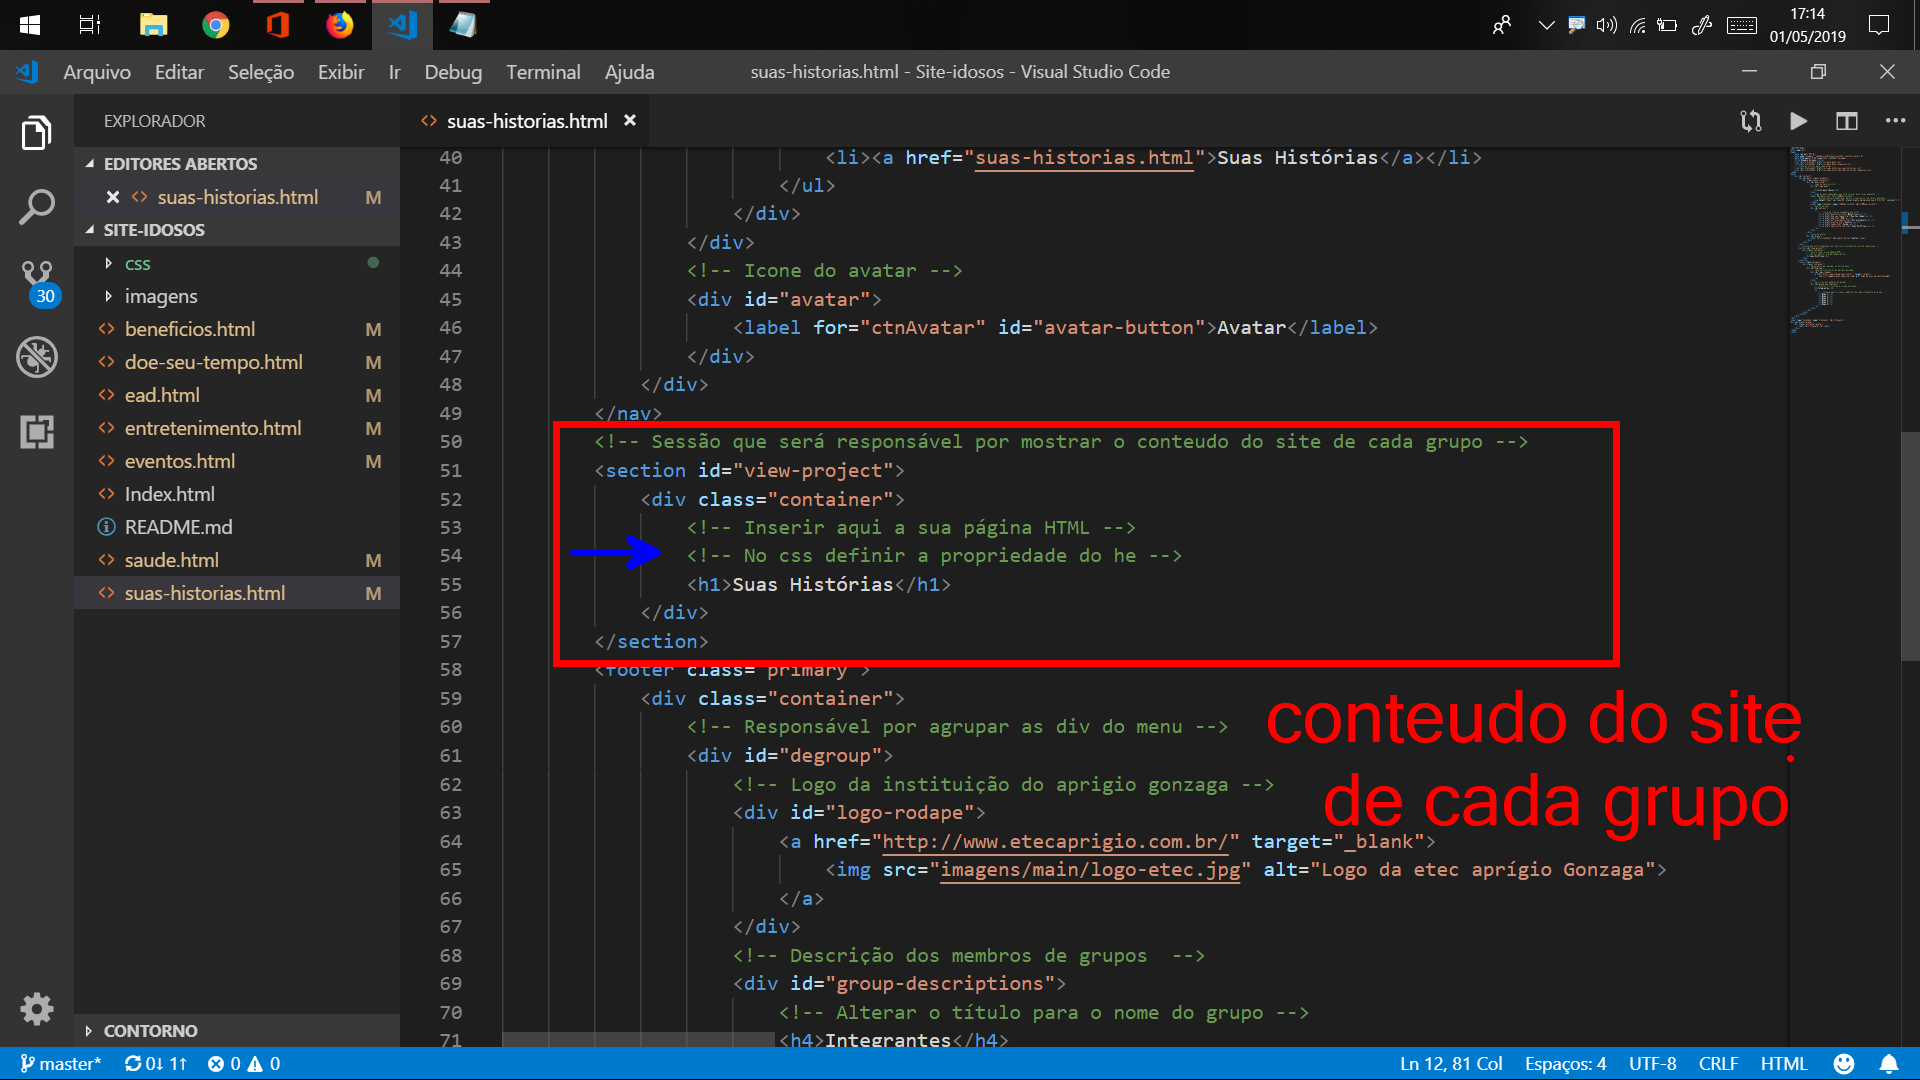 17:14
01/05/2019
Arquivo Editar Seleção Exibir Ir Debug Terminal Ajuda
suas-historias.html - Site-idosos - Visual Studio Code
EXPLORADOR
EDITORES ABERTOS
suas-historias.html M
SITE-IDOSOS
css
imagens
beneficios.html M
doe-seu-tempo.html M
ead.html M
entretenimento.html M
eventos.html M
Index.html
README.md
saude.html M
suas-historias.html M
CONTORNO
30
suas-historias.html
40 <li><a href="suas-historias.html">Suas Histórias</a></li>
41 </ul>
42 </div>
43 </div>
44 <!-- Icone do avatar -->
45 <div id="avatar">
46 <label for="ctnAvatar" id="avatar-button">Avatar</label>
47 </div>
48 </div>
49 </nav>
50 <!-- Sessão que será responsável por mostrar o conteudo do site de cada grupo -->
51 <section id="view-project">
52 <div class="container">
53 <!-- Inserir aqui a sua página HTML -->
54 <!-- No css definir a propriedade do he -->
55 <h1>Suas Histórias</h1>
56 </div>
57 </section>
58 <footer class="primary">
59 <div class="container">
60 <!-- Responsável por agrupar as div do menu -->
61 <div id="degroup">
62 <!-- Logo da instituição do aprigio gonzaga -->
63 <div id="logo-rodape">
64 <a href="http://www.etecaprigio.com.br/" target="_blank">
65 <img src="imagens/main/logo-etec.jpg" alt="Logo da etec aprígio Gonzaga">
66 </a>
67 </div>
68 <!-- Descrição dos membros de grupos  -->
69 <div id="group-descriptions">
70 <!-- Alterar o título para o nome do grupo -->
71 <h4>Integrantes</h4>
conteudo do site
de cada grupo
master* 0↓ 1↑ 0 0
Ln 12, 81 Col Espaços: 4 UTF-8 CRLF HTML